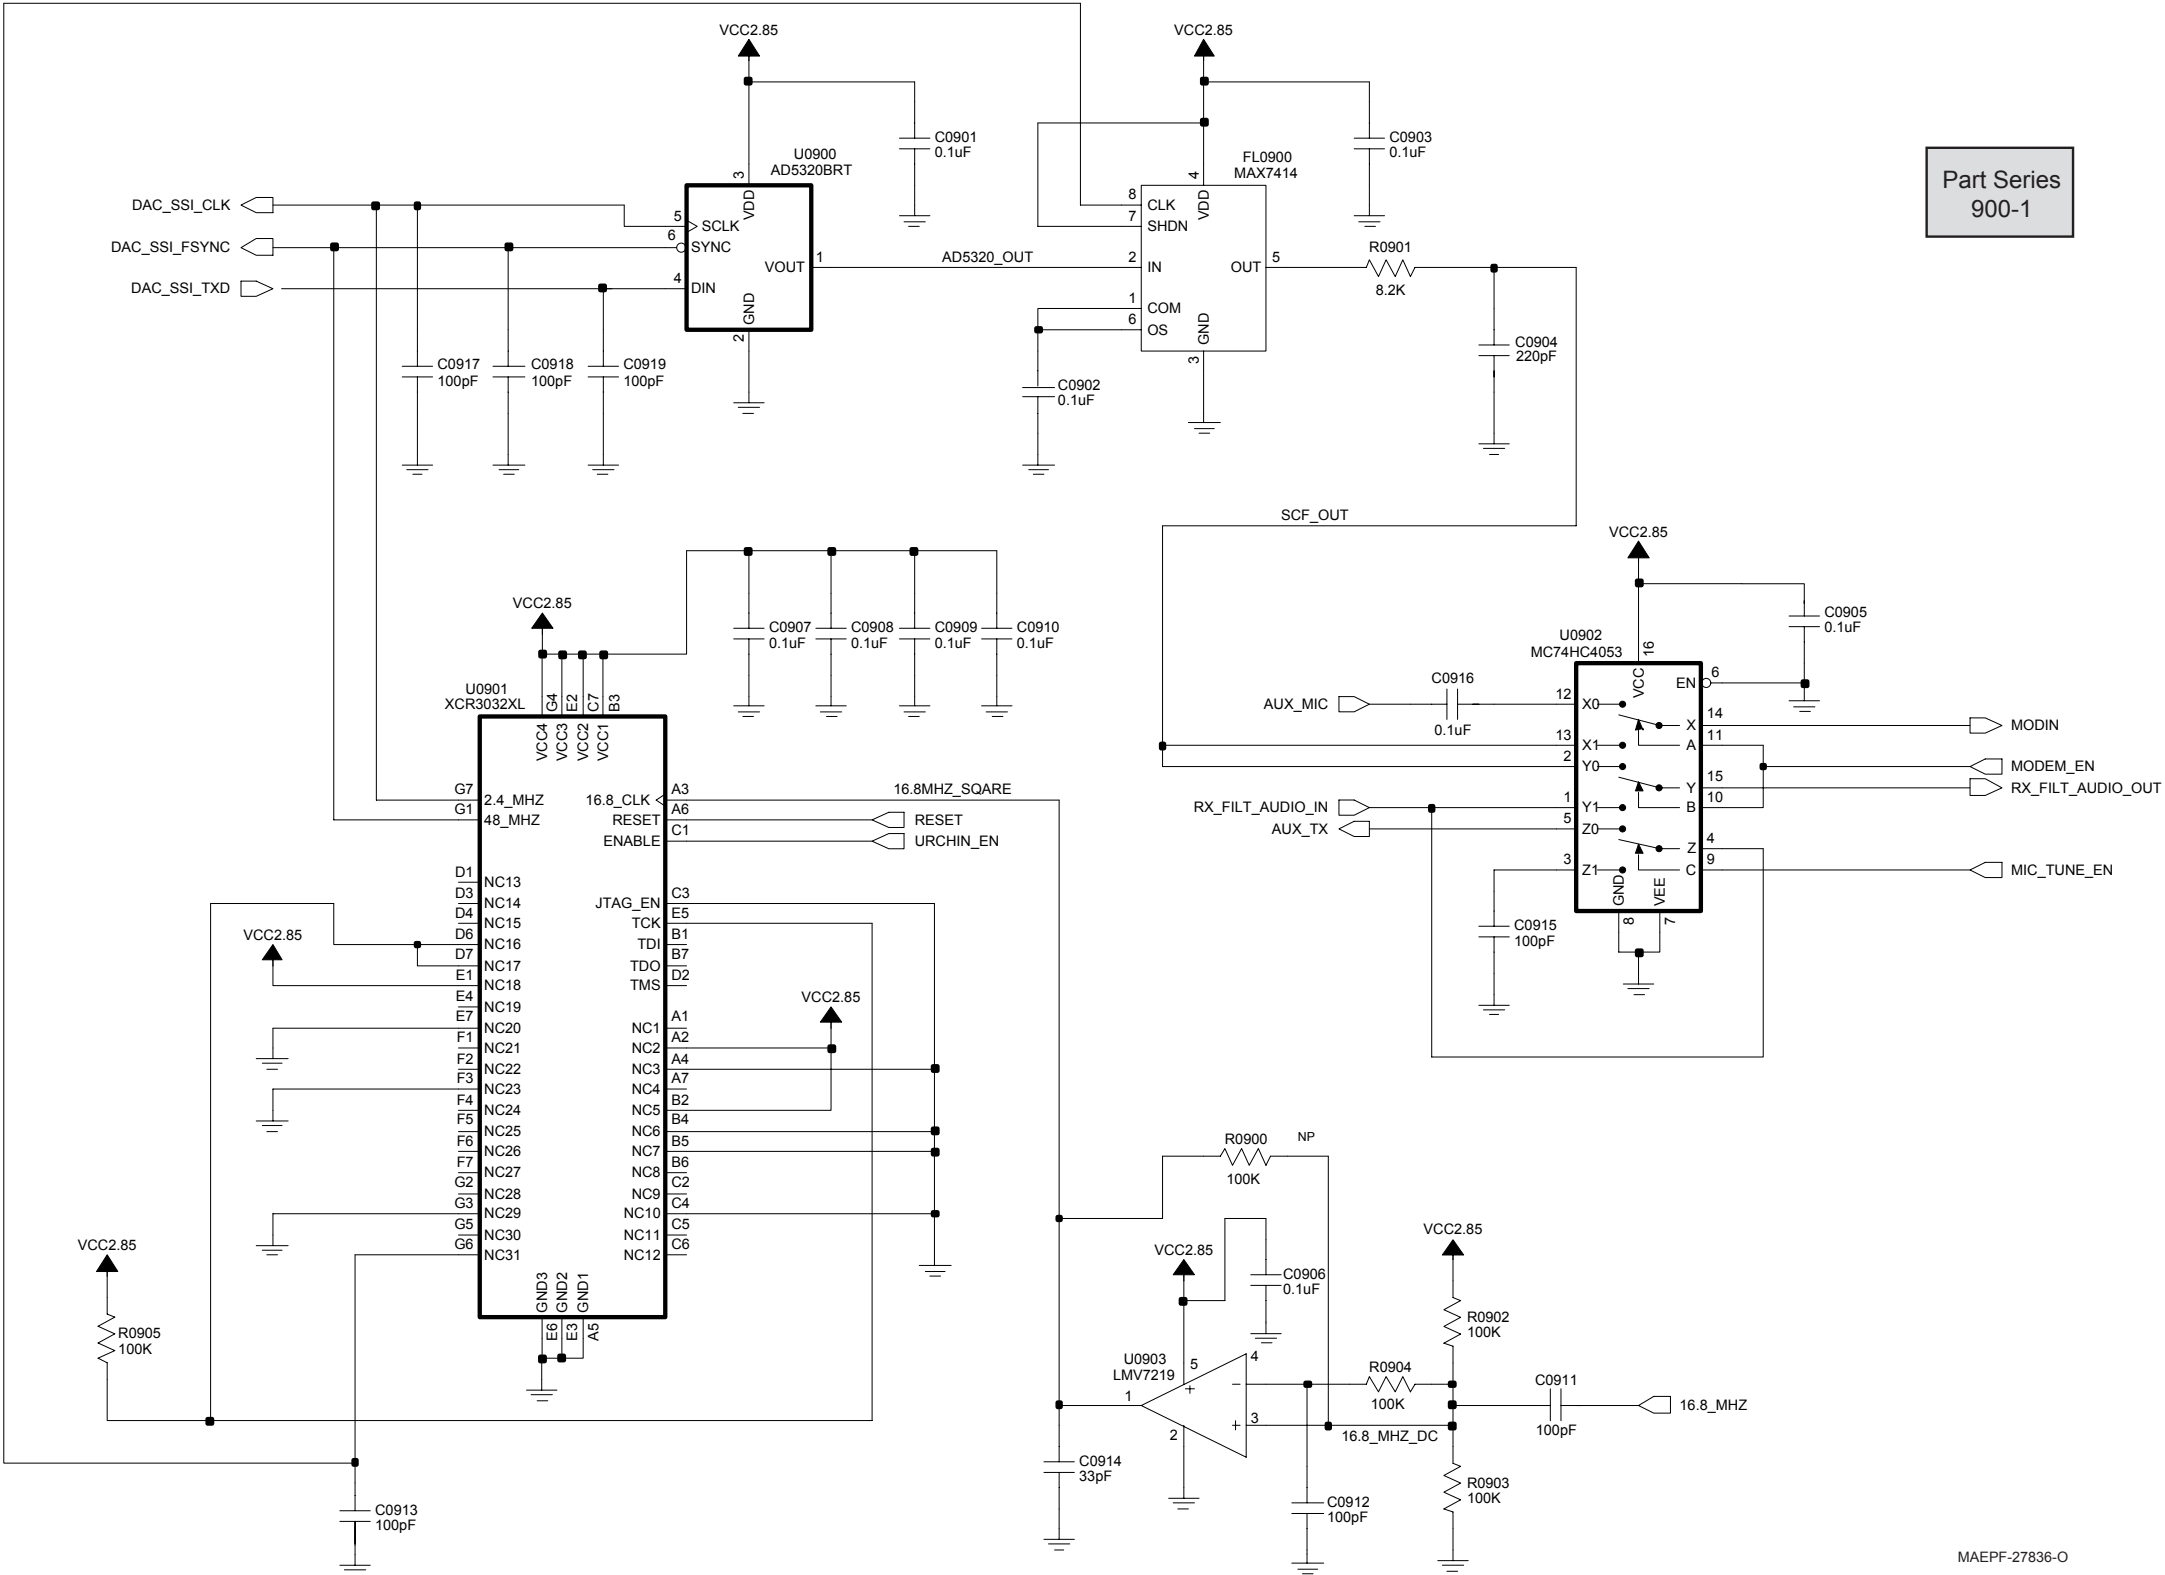 VCC2.85
VCC2.85
C0901
0.1uF
C0903
0.1uF
U0900
AD5320BRT
FL0900
MAX7414
Part Series
900-1
DAC_SSI_CLK
DAC_SSI_FSYNC
DAC_SSI_TXD
3
VDD
5
SCLK
6
SYNC
4
DIN
VOUT
1
GND
2
AD5320_OUT
4
VDD
8
CLK
7
SHDN
2
IN
OUT
5
1
COM
6
OS
GND
3
R0901
8.2K
C0904
220pF
C0917
100pF
C0918
100pF
C0919
100pF
C0902
0.1uF
SCF_OUT
VCC2.85
C0905
0.1uF
VCC2.85
C0907
0.1uF
C0908
0.1uF
C0909
0.1uF
C0910
0.1uF
U0902
MC74HC4053
16
VCC
EN
6
AUX_MIC
C0916
0.1uF
12
X0
X
14
MODIN
13
X1
A
11
2
Y0
MODEM_EN
Y
15
RX_FILT_AUDIO_OUT
RX_FILT_AUDIO_IN
1
Y1
B
10
AUX_TX
5
Z0
Z
4
3
Z1
C
9
MIC_TUNE_EN
GND
VEE
8
7
C0915
100pF
U0901
XCR3032XL
G4
E2
C7
B3
VCC4
VCC3
VCC2
VCC1
G7
2.4_MHZ
16.8_CLK
A3
16.8MHZ_SQARE
G1
48_MHZ
RESET
A6
RESET
ENABLE
C1
URCHIN_EN
D1
NC13
D3
NC14
JTAG_EN
C3
D4
NC15
TCK
E5
D6
NC16
TDI
B1
D7
NC17
TDO
B7
E1
NC18
TMS
D2
E4
NC19
E7
NC20
NC1
A1
F1
NC21
NC2
A2
F2
NC22
NC3
A4
F3
NC23
NC4
A7
F4
NC24
NC5
B2
F5
NC25
NC6
B4
F6
NC26
NC7
B5
F7
NC27
NC8
B6
G2
NC28
NC9
C2
G3
NC29
NC10
C4
G5
NC30
NC11
C5
G6
NC31
NC12
C6
VCC2.85
VCC2.85
GND3
GND2
GND1
E6
E3
A5
VCC2.85
R0905
100K
C0913
100pF
R0900
NP
100K
VCC2.85
C0906
0.1uF
VCC2.85
R0902
100K
U0903
LMV7219
5
+
4
−
1
3
+
2
R0904
100K
C0911
100pF
16.8_MHZ
16.8_MHZ_DC
C0914
33pF
C0912
100pF
R0903
100K
MAEPF-27836-O